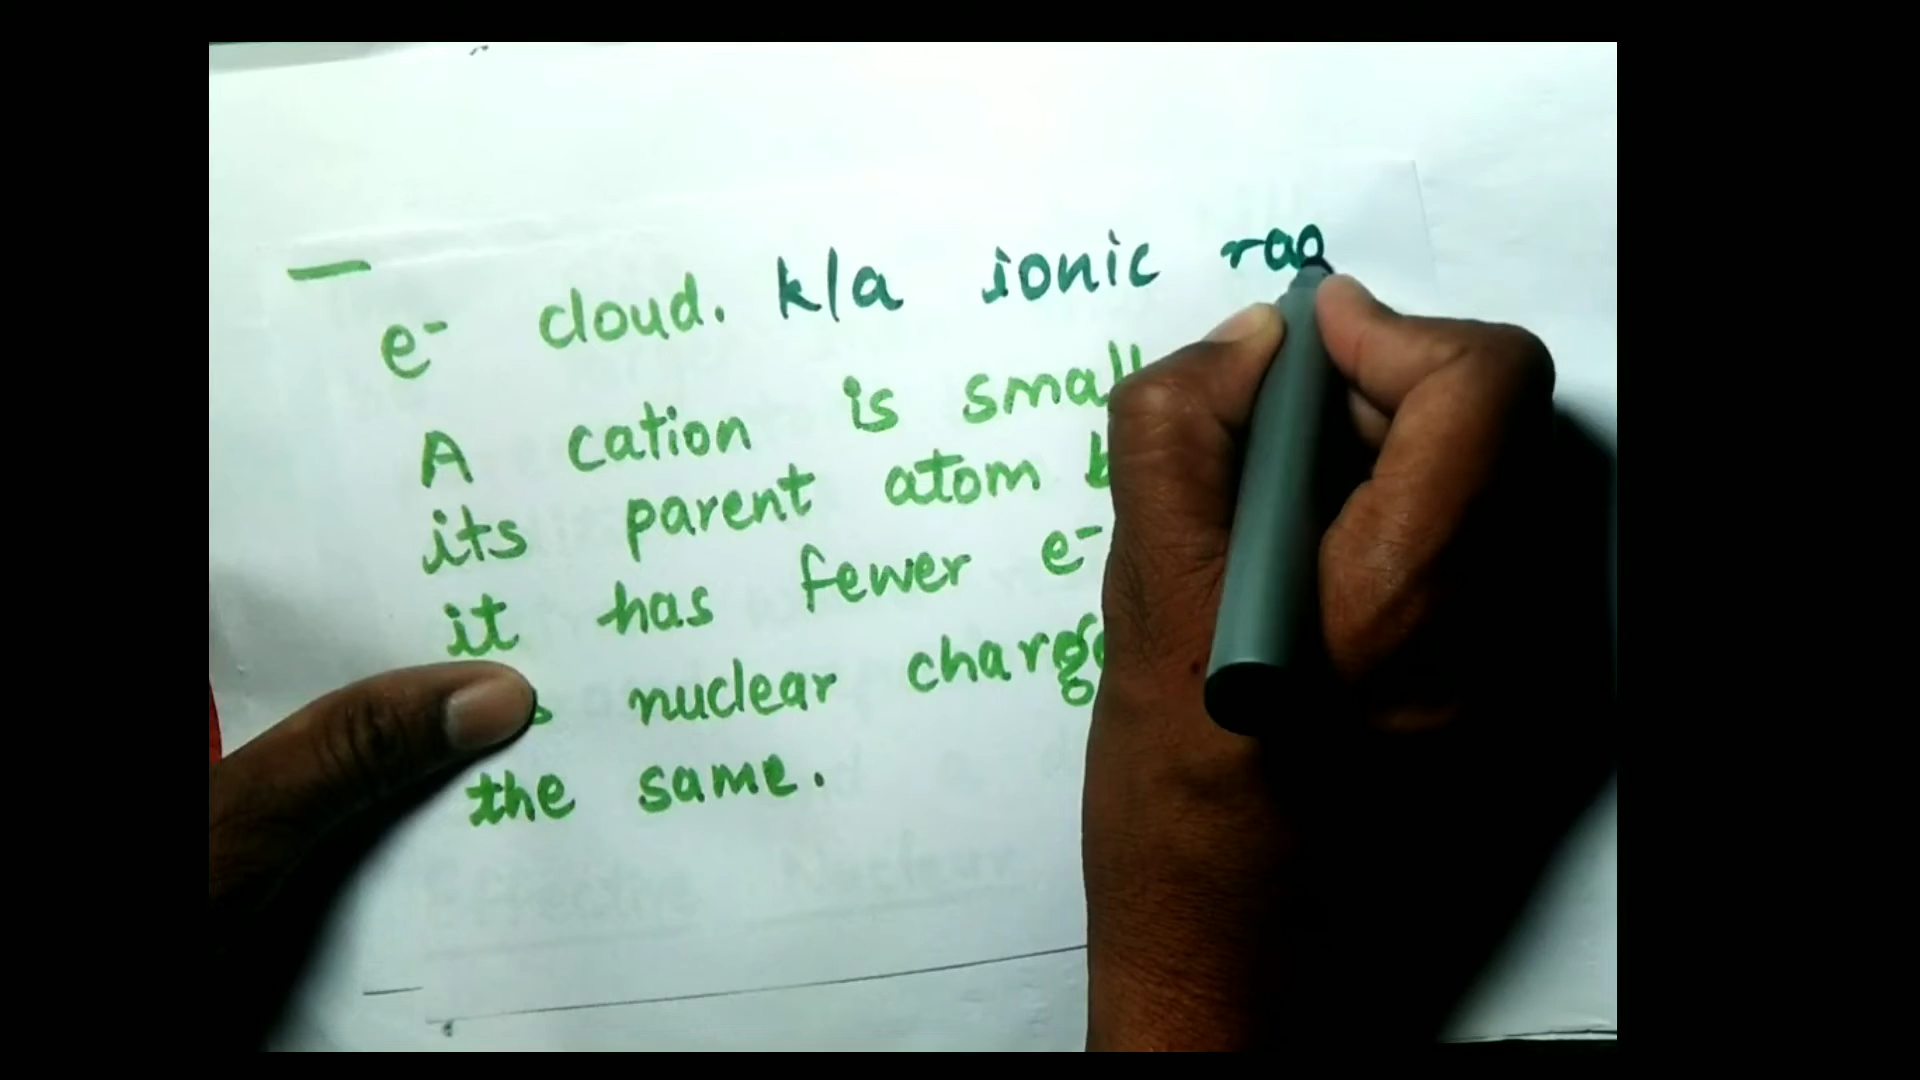 e⁻ cloud. k/a ionic
A cation is
its parent atom
it has fewer e⁻
nuclear
the same.